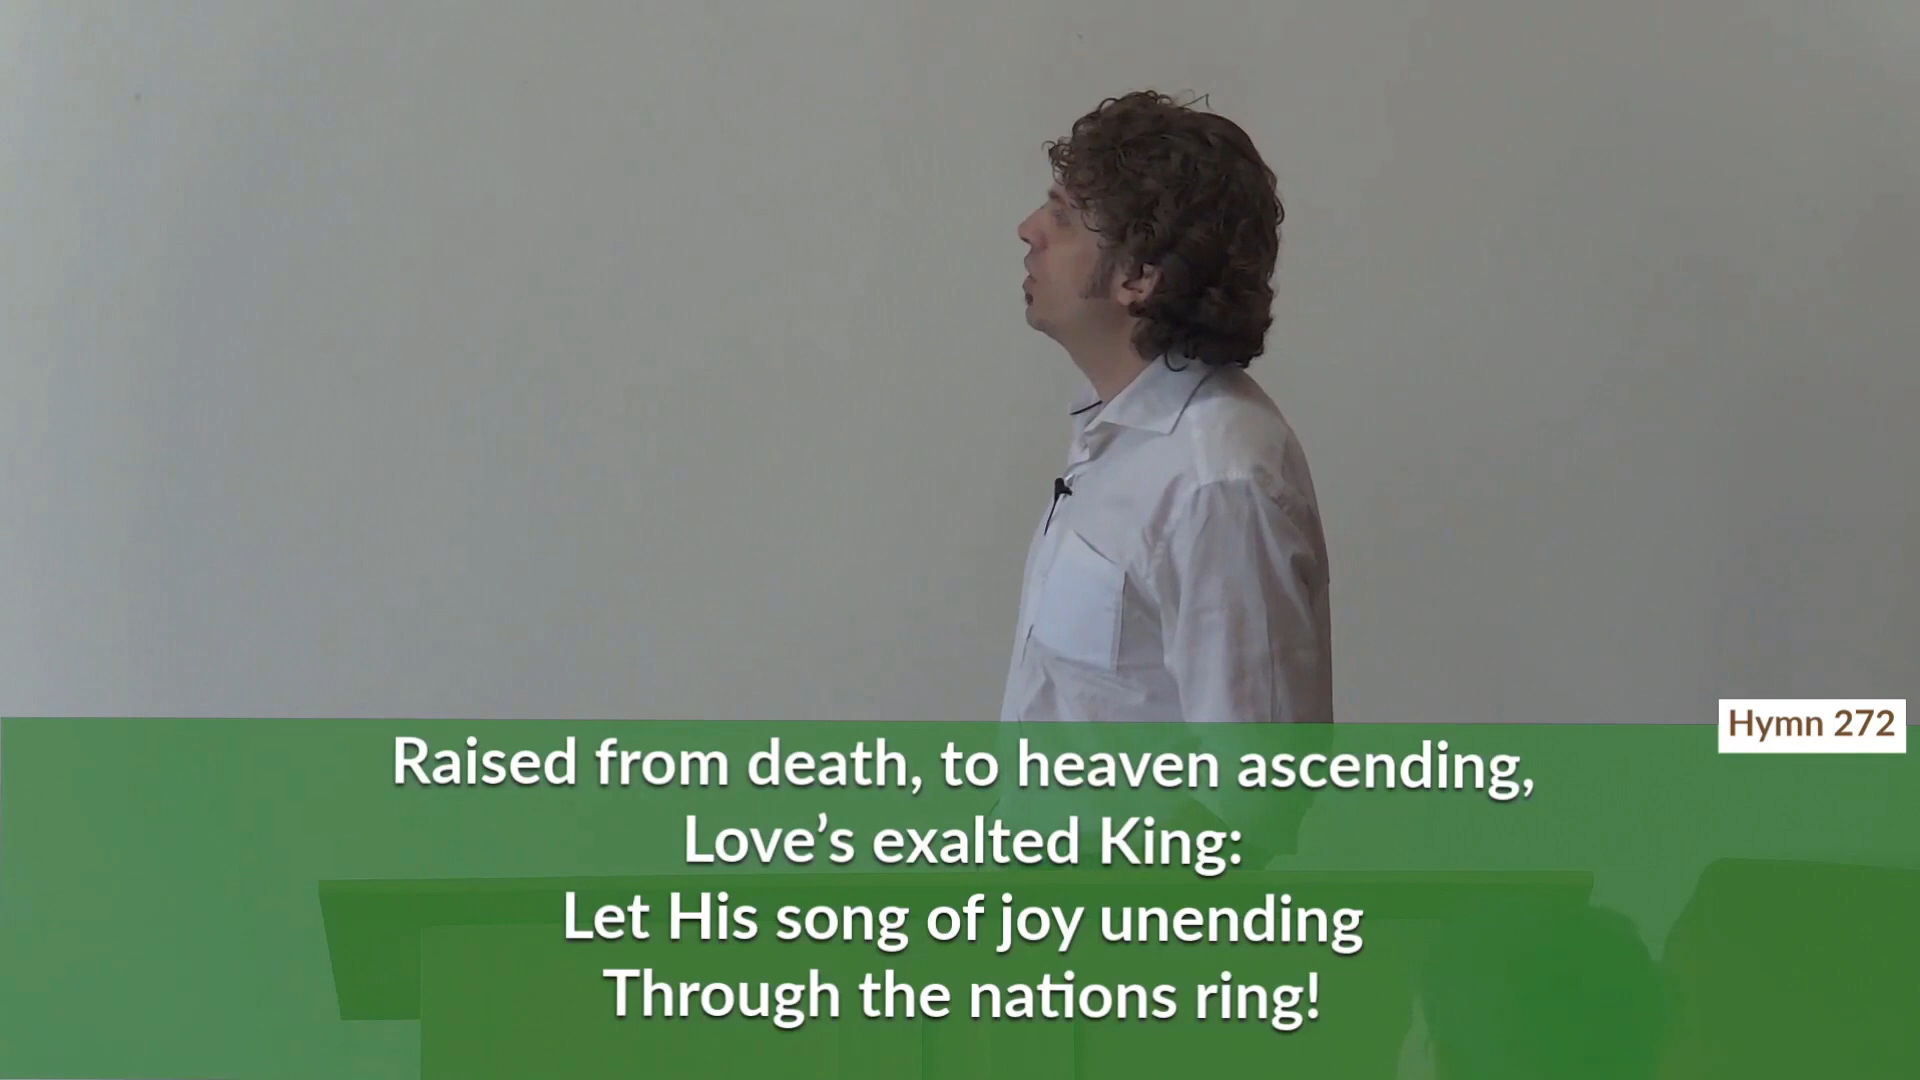 Hymn 272
Raised from death, to heaven ascending,
Love’s exalted King:
Let His song of joy unending
Through the nations ring!